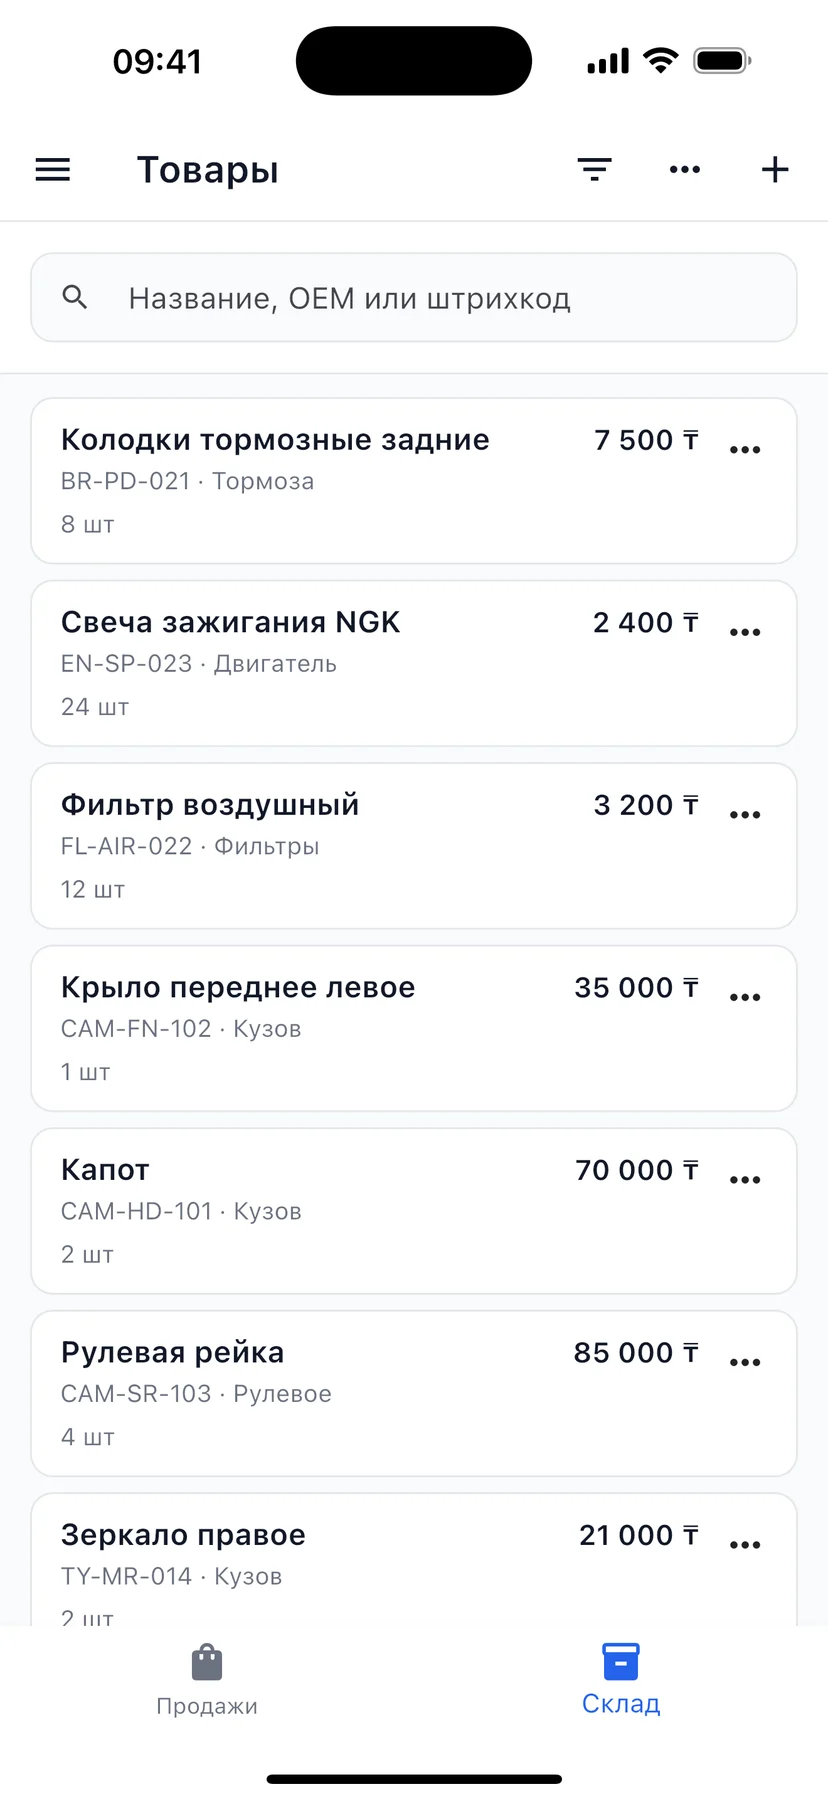 09:41
Товары
Название, OEM или штрихкод
Колодки тормозные задние 7 500 ₸
BR-PD-021 · Тормоза
8 шт
Свеча зажигания NGK 2 400 ₸
EN-SP-023 · Двигатель
24 шт
Фильтр воздушный 3 200 ₸
FL-AIR-022 · Фильтры
12 шт
Крыло переднее левое 35 000 ₸
CAM-FN-102 · Кузов
1 шт
Капот 70 000 ₸
CAM-HD-101 · Кузов
2 шт
Рулевая рейка 85 000 ₸
CAM-SR-103 · Рулевое
4 шт
Зеркало правое 21 000 ₸
TY-MR-014 · Кузов
2 шт
Продажи Склад